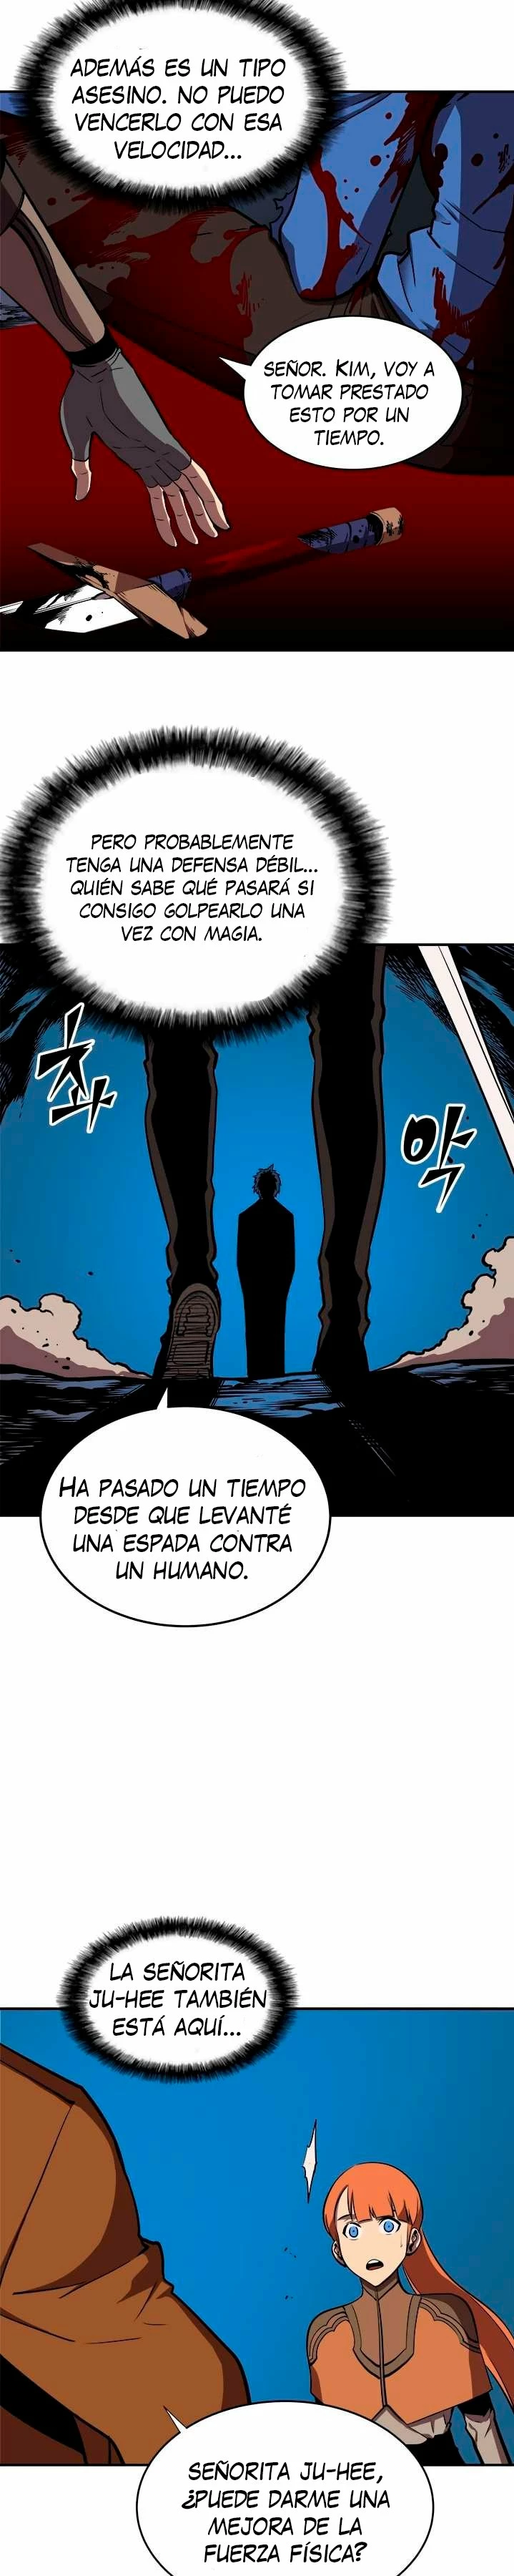 ADEMÁS ES UN TIPO
ASESINO. NO PUEDO
VENCERLO CON ESA
VELOCIDAD...
SEÑOR. KIM, VOY A
TOMAR PRESTADO
ESTO POR UN
TIEMPO.
PERO PROBABLEMENTE
TENGA UNA DEFENSA DÉBIL...
QUIÉN SABE QUÉ PASARÁ SI
CONSIGO GOLPEARLO UNA
VEZ CON MAGIA.
촤
악
HA PASADO UN TIEMPO
DESDE QUE LEVANTÉ
UNA ESPADA CONTRA
UN HUMANO.
LA SEÑORITA
JU-HEE TAMBIÉN
ESTÁ AQUÍ...
SEÑORITA JU-HEE,
¿PUEDE DARME UNA
MEJORA DE LA
FUERZA FÍSICA?